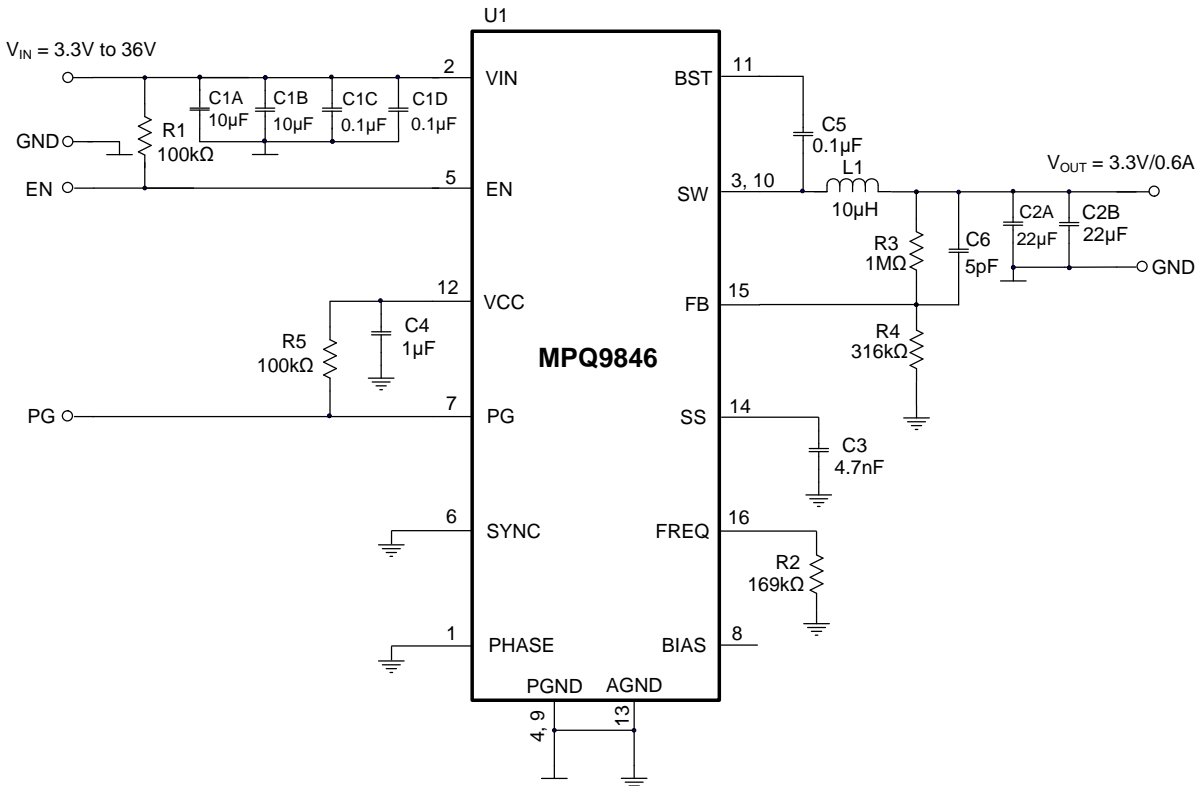 U1
V_IN = 3.3V to 36V
2
VIN
BST
11
C1A
10µF
C1B
10µF
C1C
0.1µF
C1D
0.1µF
R1
100kΩ
C5
0.1µF
GND
EN
5
EN
SW
3, 10
L1
10µH
V_OUT = 3.3V/0.6A
R3
1MΩ
C6
5pF
C2A
22µF
C2B
22µF
GND
12
VCC
FB
15
R5
100kΩ
C4
1µF
MPQ9846
R4
316kΩ
PG
7
PG
SS
14
C3
4.7nF
6
SYNC
FREQ
16
R2
169kΩ
1
PHASE
BIAS
8
PGND
AGND
4, 9
13